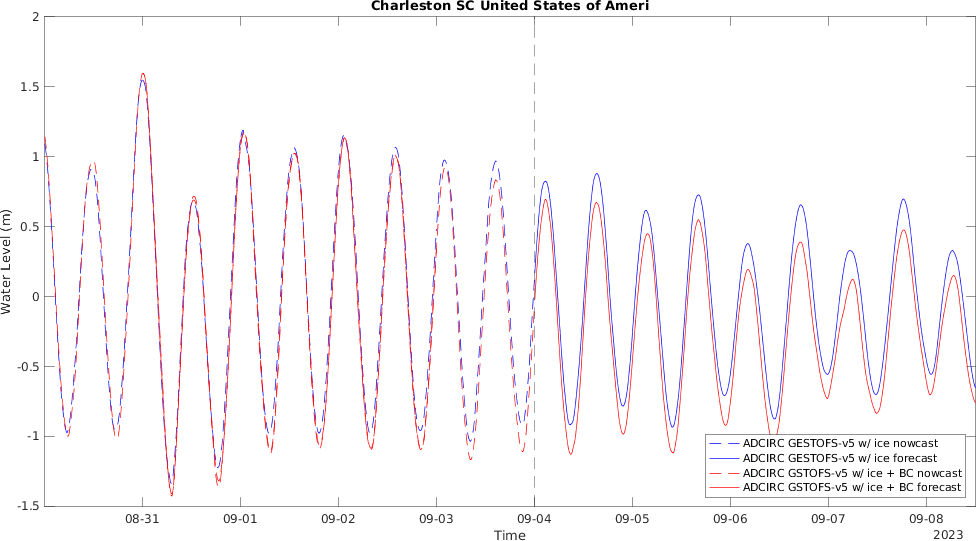 Charleston SC United States of Ameri
2
1.5
1
0.5
0
-0.5
-1
-1.5
Water Level (m)
ADCIRC GESTOFS-v5 w/ ice nowcast
ADCIRC GESTOFS-v5 w/ ice forecast
ADCIRC GSTOFS-v5 w/ ice + BC nowcast
ADCIRC GSTOFS-v5 w/ ice + BC forecast
08-31 09-01 09-02 09-03 09-04 09-05 09-06 09-07 09-08
Time
2023